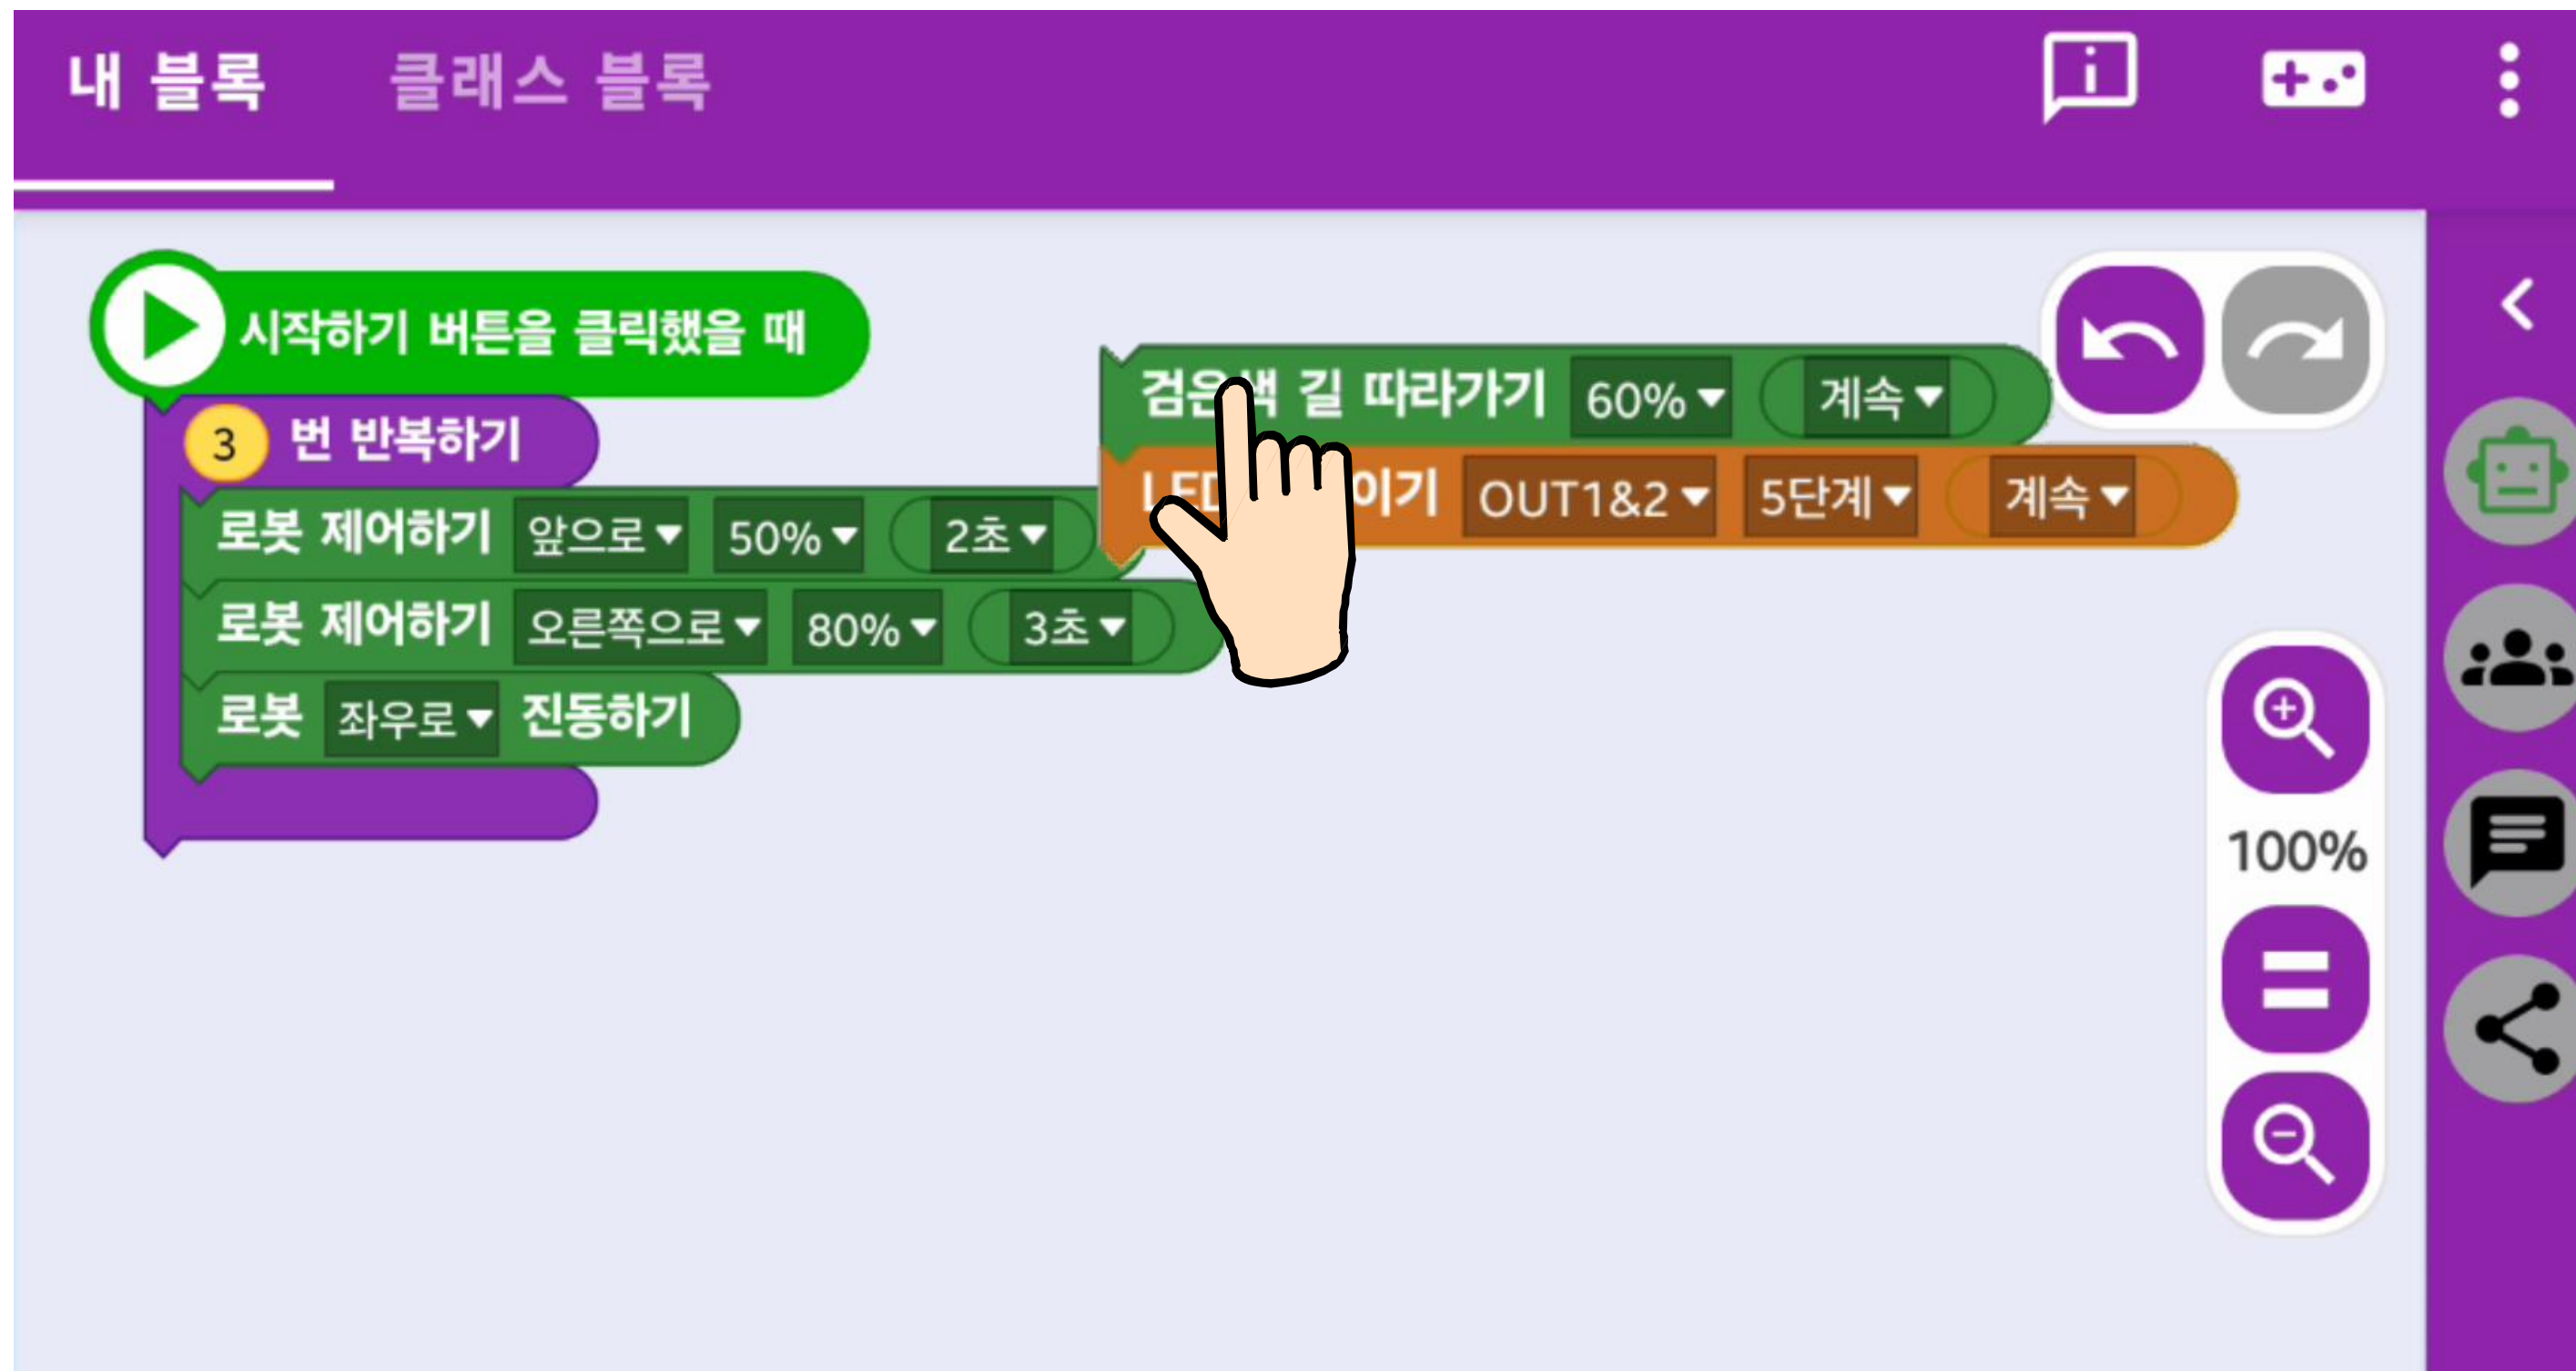 내 블록 클래스 블록
시작하기 버튼을 클릭했을 때
3 번 반복하기
로봇 제어하기 앞으로 50% 2초
로봇 제어하기 오른쪽으로 80% 3초
로봇 좌우로 진동하기
검은색 길 따라가기 60% 계속
LED 이기 OUT1&2 5단계 계속
100%